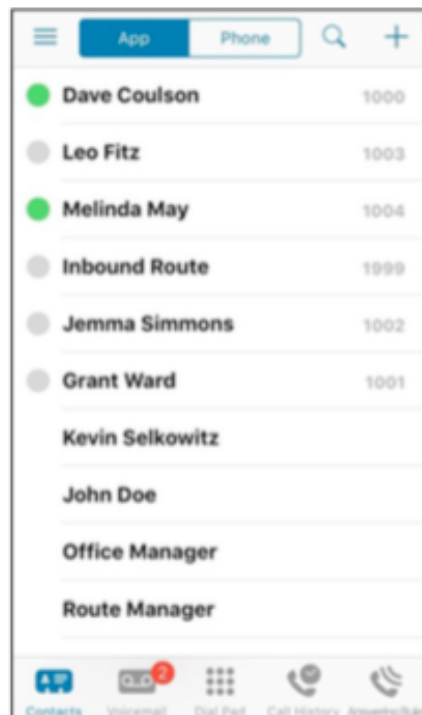 App Phone
Dave Coulson 1000
Leo Fitz 1003
Melinda May 1004
Inbound Route 1999
Jemma Simmons 1002
Grant Ward 1001
Kevin Selkowitz
John Doe
Office Manager
Route Manager
2
Contacts Voicemail Dial Pad Call History